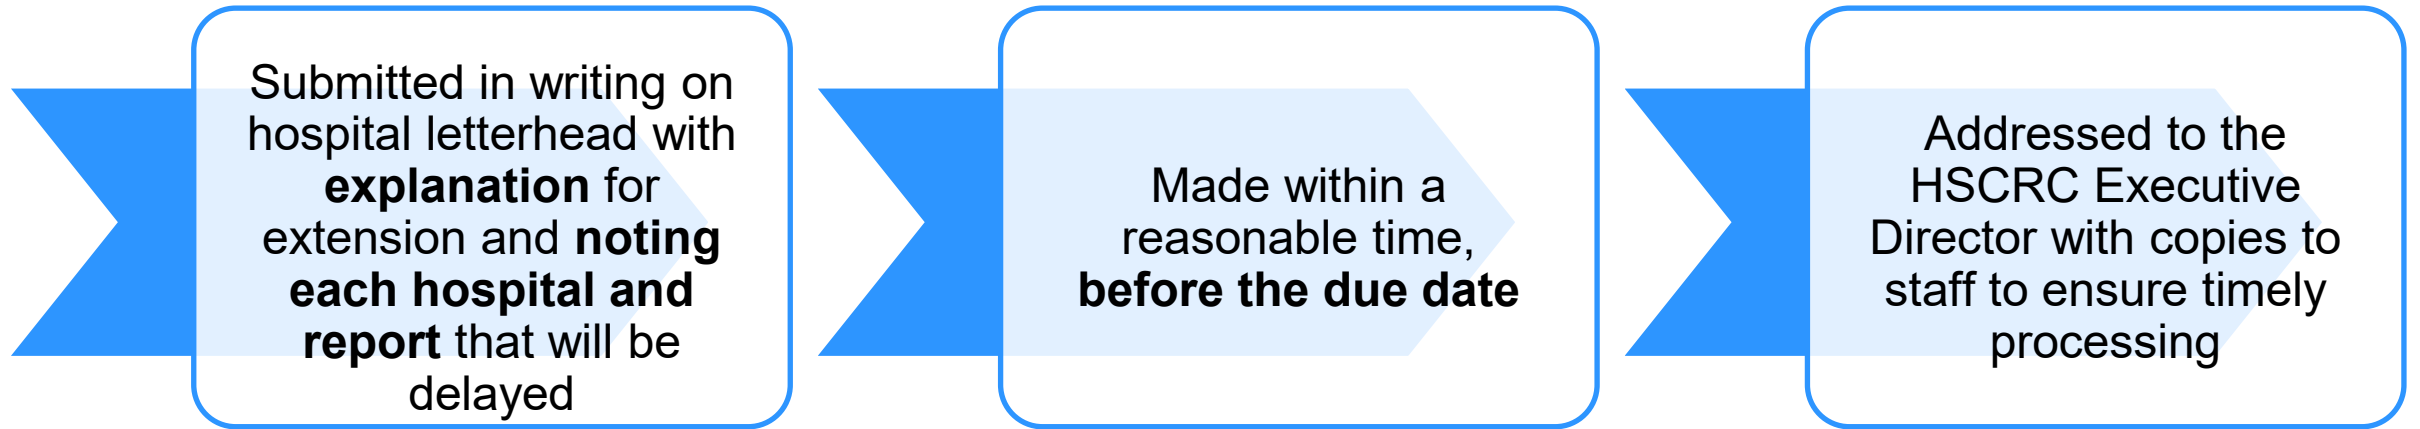 Submitted in writing on
hospital letterhead with
explanation for
extension and noting
each hospital and
report that will be
delayed
Made within a
reasonable time,
before the due date
Addressed to the
HSCRC Executive
Director with copies to
staff to ensure timely
processing